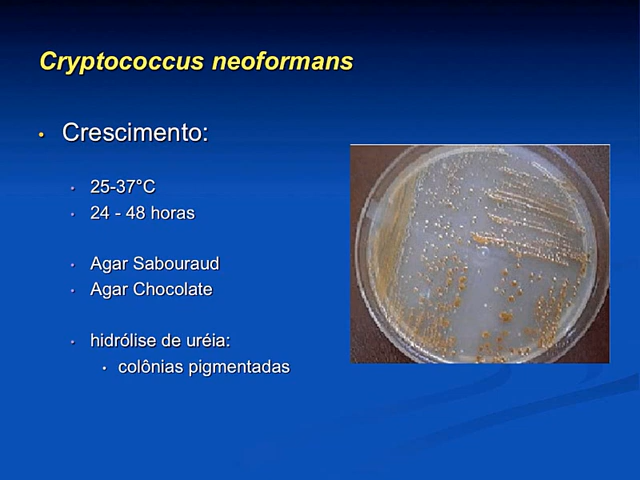 Cryptococcus neoformans
• Crescimento:
• 25-37°C
• 24 - 48 horas
• Agar Sabouraud
• Agar Chocolate
• hidrólise de uréia:
• colônias pigmentadas